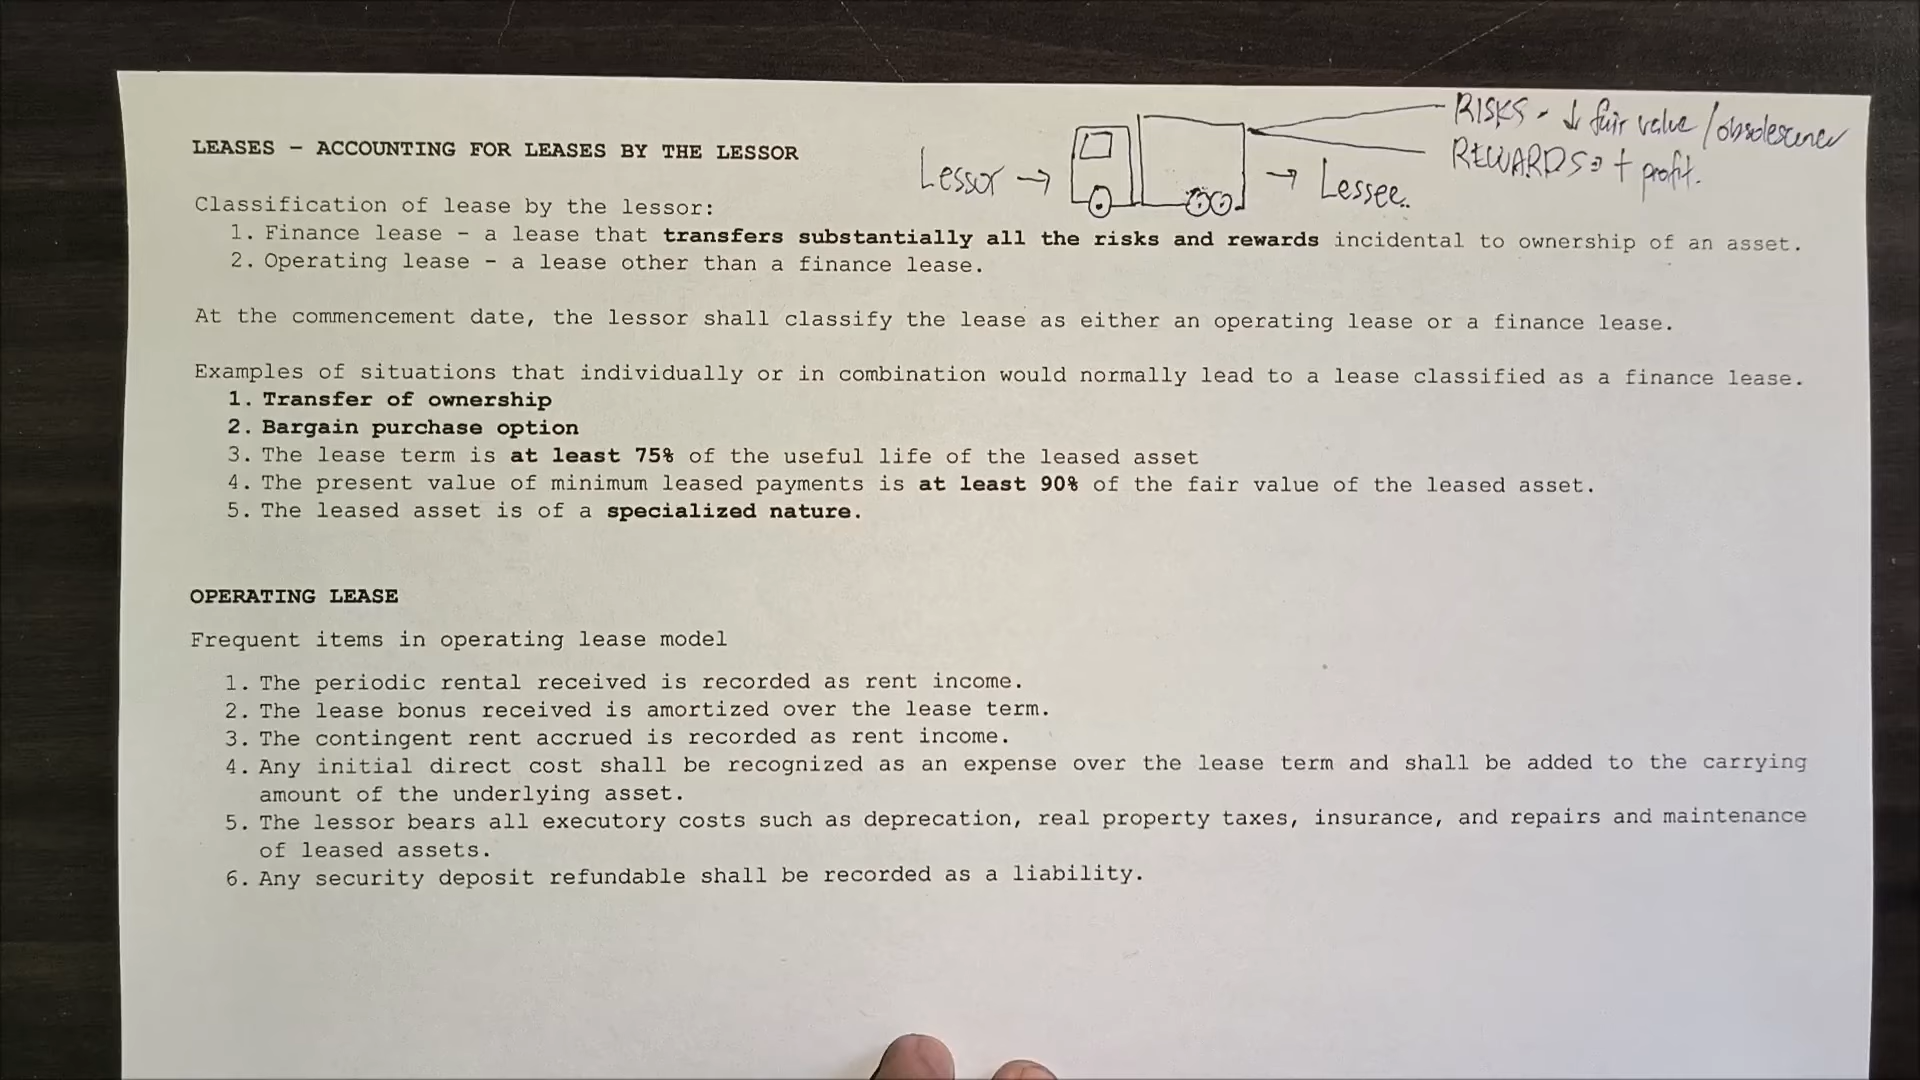 LEASES – ACCOUNTING FOR LEASES BY THE LESSOR
Lessor → → Lessee.
RISKS - ↓ fair value / obsolescence
REWARDS → + profit.
Classification of lease by the lessor:
1. Finance lease – a lease that transfers substantially all the risks and rewards incidental to ownership of an asset.
2. Operating lease – a lease other than a finance lease.
At the commencement date, the lessor shall classify the lease as either an operating lease or a finance lease.
Examples of situations that individually or in combination would normally lead to a lease classified as a finance lease.
1. Transfer of ownership
2. Bargain purchase option
3. The lease term is at least 75% of the useful life of the leased asset
4. The present value of minimum leased payments is at least 90% of the fair value of the leased asset.
5. The leased asset is of a specialized nature.
OPERATING LEASE
Frequent items in operating lease model
1. The periodic rental received is recorded as rent income.
2. The lease bonus received is amortized over the lease term.
3. The contingent rent accrued is recorded as rent income.
4. Any initial direct cost shall be recognized as an expense over the lease term and shall be added to the carrying
amount of the underlying asset.
5. The lessor bears all executory costs such as deprecation, real property taxes, insurance, and repairs and maintenance
of leased assets.
6. Any security deposit refundable shall be recorded as a liability.